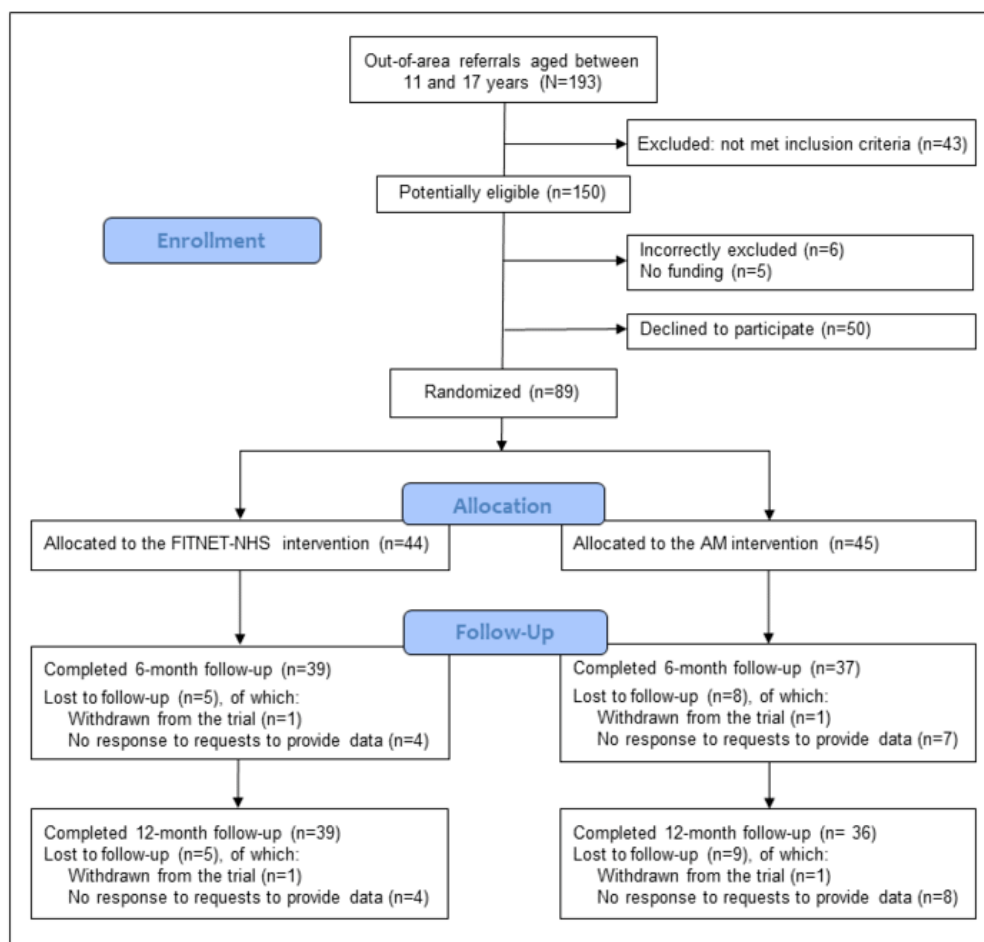 Out-of-area referrals aged between
11 and 17 years (N=193)
Excluded: not met inclusion criteria (n=43)
Potentially eligible (n=150)
Enrollment
Incorrectly excluded (n=6)
No funding (n=5)
Declined to participate (n=50)
Randomized (n=89)
Allocation
Allocated to the FITNET-NHS intervention (n=44)
Allocated to the AM intervention (n=45)
Follow-Up
Completed 6-month follow-up (n=39)
Lost to follow-up (n=5), of which:
Withdrawn from the trial (n=1)
No response to requests to provide data (n=4)
Completed 6-month follow-up (n=37)
Lost to follow-up (n=8), of which:
Withdrawn from the trial (n=1)
No response to requests to provide data (n=7)
Completed 12-month follow-up (n=39)
Lost to follow-up (n=5), of which:
Withdrawn from the trial (n=1)
No response to requests to provide data (n=4)
Completed 12-month follow-up (n= 36)
Lost to follow-up (n=9), of which:
Withdrawn from the trial (n=1)
No response to requests to provide data (n=8)